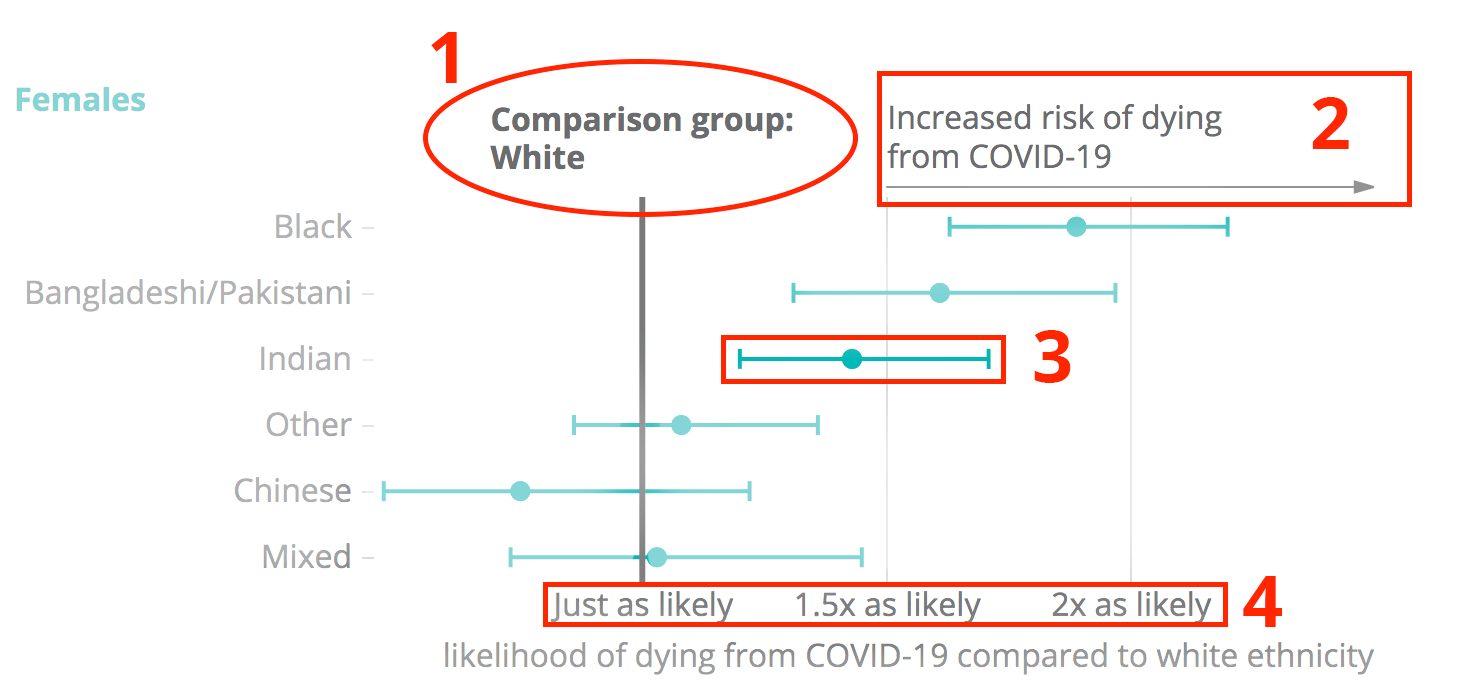 1
Females
Comparison group:
White
Increased risk of dying
from COVID-19
2
Black
Bangladeshi/Pakistani
Indian
3
Other
Chinese
Mixed
Just as likely 1.5x as likely 2x as likely
4
likelihood of dying from COVID-19 compared to white ethnicity